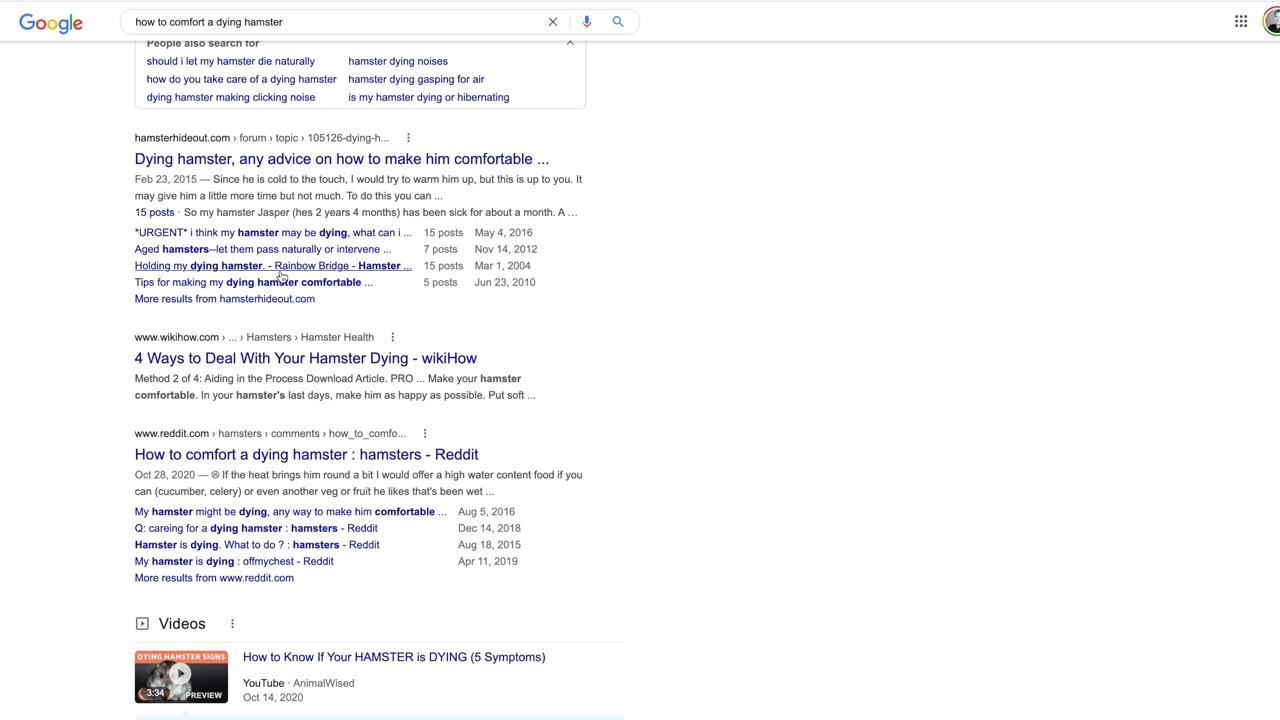 Google
how to comfort a dying hamster
People also search for
should i let my hamster die naturally
hamster dying noises
how do you take care of a dying hamster
hamster dying gasping for air
dying hamster making clicking noise
is my hamster dying or hibernating
hamsterhideout.com › forum › topic › 105126-dying-h...
Dying hamster, any advice on how to make him comfortable ...
Feb 23, 2015 — Since he is cold to the touch, I would try to warm him up, but this is up to you. It
may give him a little more time but not much. To do this you can ...
15 posts · So my hamster Jasper (hes 2 years 4 months) has been sick for about a month. A ...
*URGENT* i think my hamster may be dying, what can i ... 15 posts May 4, 2016
Aged hamsters--let them pass naturally or intervene ... 7 posts Nov 14, 2012
Holding my dying hamster. - Rainbow Bridge - Hamster ... 15 posts Mar 1, 2004
Tips for making my dying hamster comfortable ... 5 posts Jun 23, 2010
More results from hamsterhideout.com
www.wikihow.com › ... › Hamsters › Hamster Health
4 Ways to Deal With Your Hamster Dying - wikiHow
Method 2 of 4: Aiding in the Process Download Article. PRO ... Make your hamster
comfortable. In your hamster's last days, make him as happy as possible. Put soft ...
www.reddit.com › hamsters › comments › how_to_comfo...
How to comfort a dying hamster : hamsters - Reddit
Oct 28, 2020 — ☹ If the heat brings him round a bit I would offer a high water content food if you
can (cucumber, celery) or even another veg or fruit he likes that's been wet ...
My hamster might be dying, any way to make him comfortable ... Aug 5, 2016
Q: careing for a dying hamster : hamsters - Reddit Dec 14, 2018
Hamster is dying. What to do ? : hamsters - Reddit Aug 18, 2015
My hamster is dying : offmychest - Reddit Apr 11, 2019
More results from www.reddit.com
Videos
DYING HAMSTER SIGNS
3:34
PREVIEW
How to Know If Your HAMSTER is DYING (5 Symptoms)
YouTube · AnimalWised
Oct 14, 2020